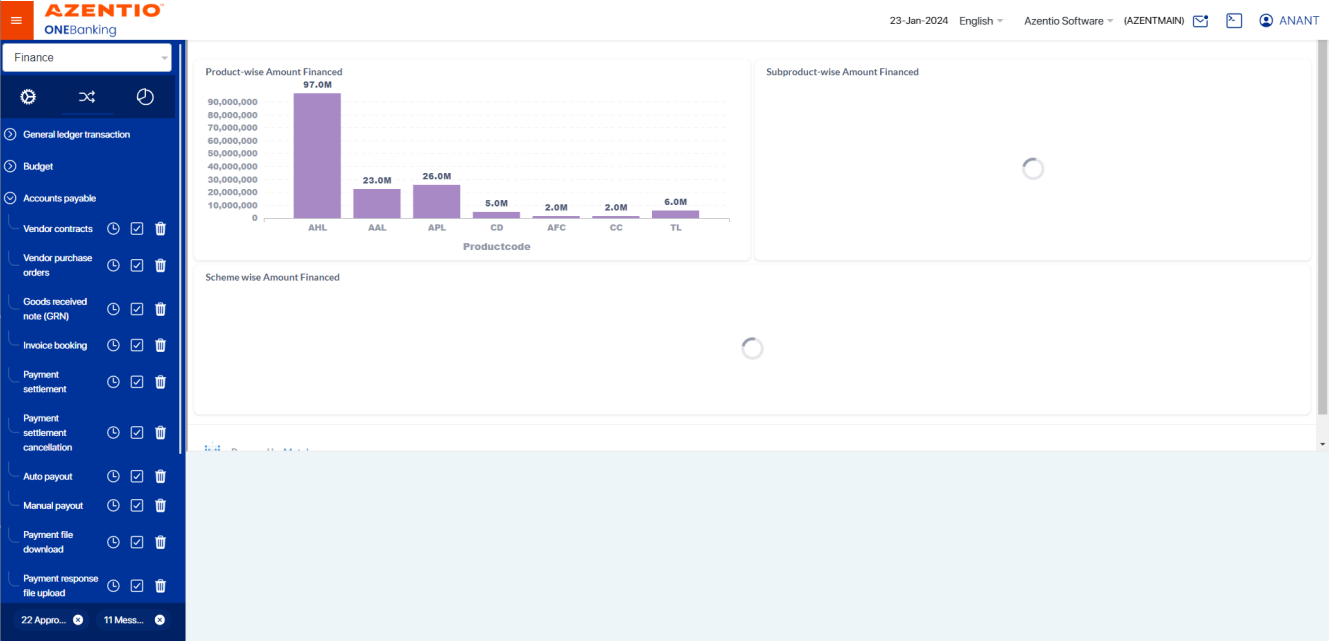 AZENTIO
ONEBanking
23-Jan-2024 English Azentio Software (AZENTMAIN) ANANT
Finance
General ledger transaction
Budget
Accounts payable
Vendor contracts
Vendor purchase
orders
Goods received
note (GRN)
Invoice booking
Payment
settlement
Payment
settlement
cancellation
Auto payout
Manual payout
Payment file
download
Payment response
file upload
22 Appro... 11 Mess...
Product-wise Amount Financed
97.0M
90,000,000
80,000,000
70,000,000
60,000,000
50,000,000
40,000,000
30,000,000
20,000,000
10,000,000
0
23.0M
26.0M
5.0M
2.0M
2.0M
6.0M
AHL AAL APL CD AFC CC TL
Productcode
Subproduct-wise Amount Financed
Scheme wise Amount Financed